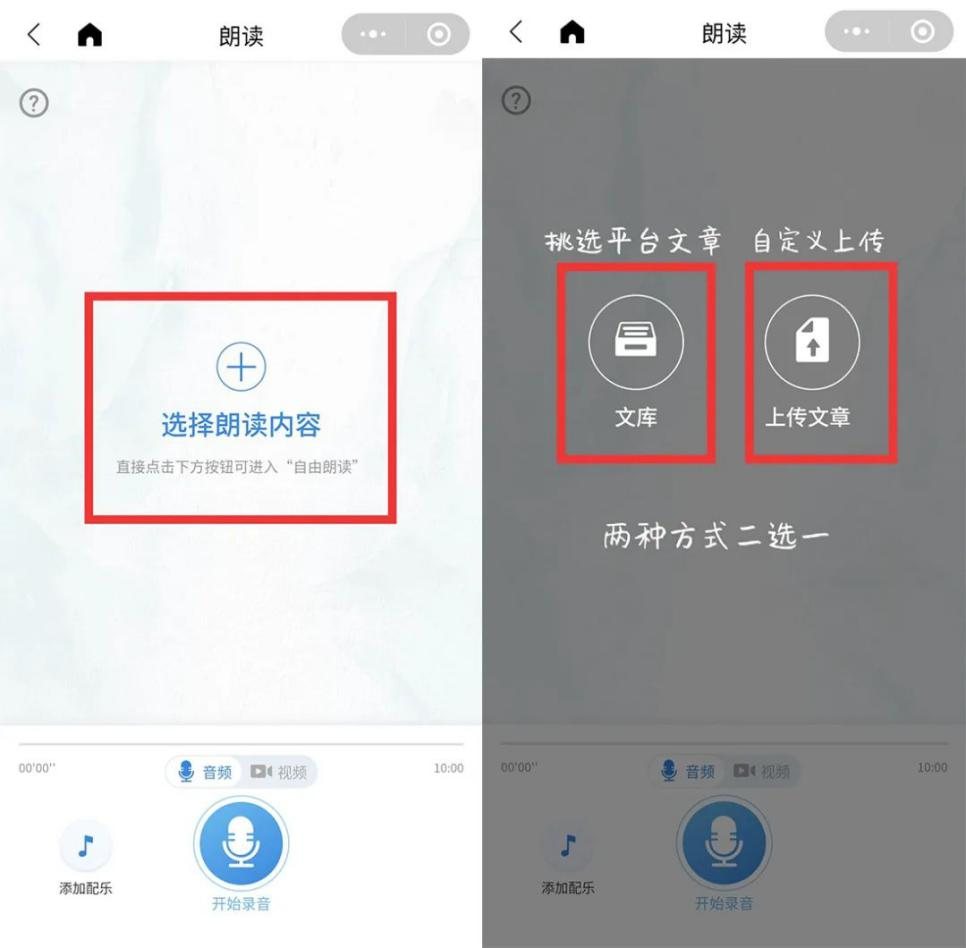 朗读
?
选择朗读内容
直接点击下方按钮可进入“自由朗读”
00'00''
音频
视频
10:00
添加配乐
开始录音
朗读
?
挑选平台文章
自定义上传
文库
上传文章
两种方式二选一
00'00''
音频
视频
10:00
添加配乐
开始录音